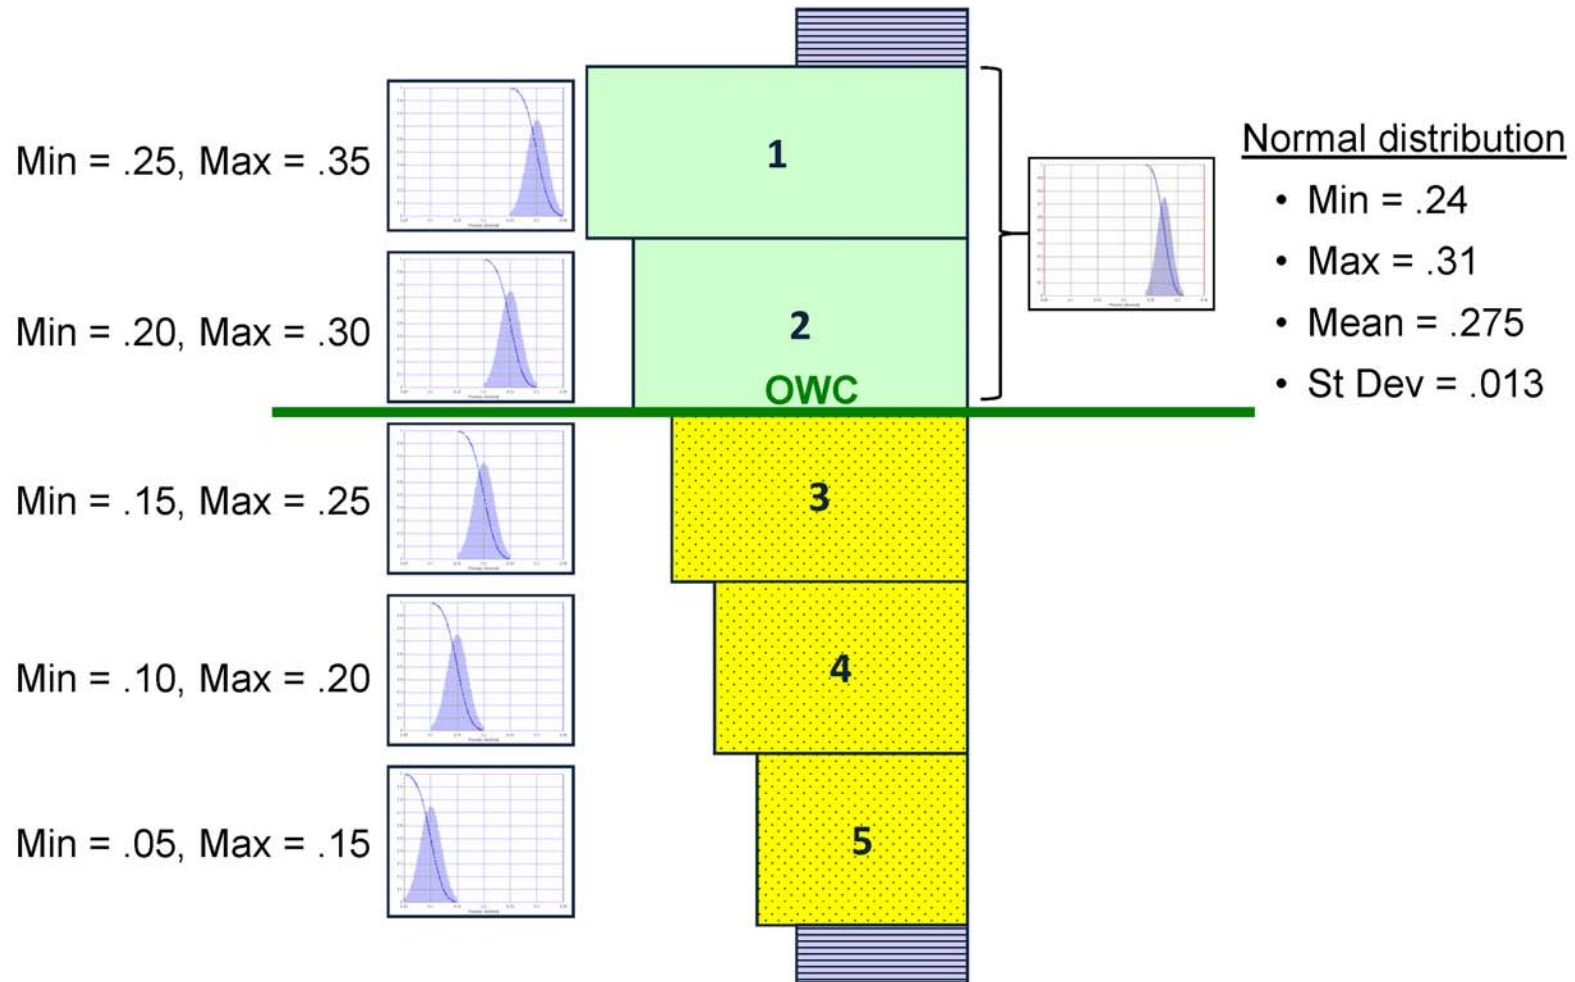 Min = .25, Max = .35
1
Normal distribution
• Min = .24
• Max = .31
• Mean = .275
• St Dev = .013
Min = .20, Max = .30
2
OWC
Min = .15, Max = .25
3
Min = .10, Max = .20
4
Min = .05, Max = .15
5